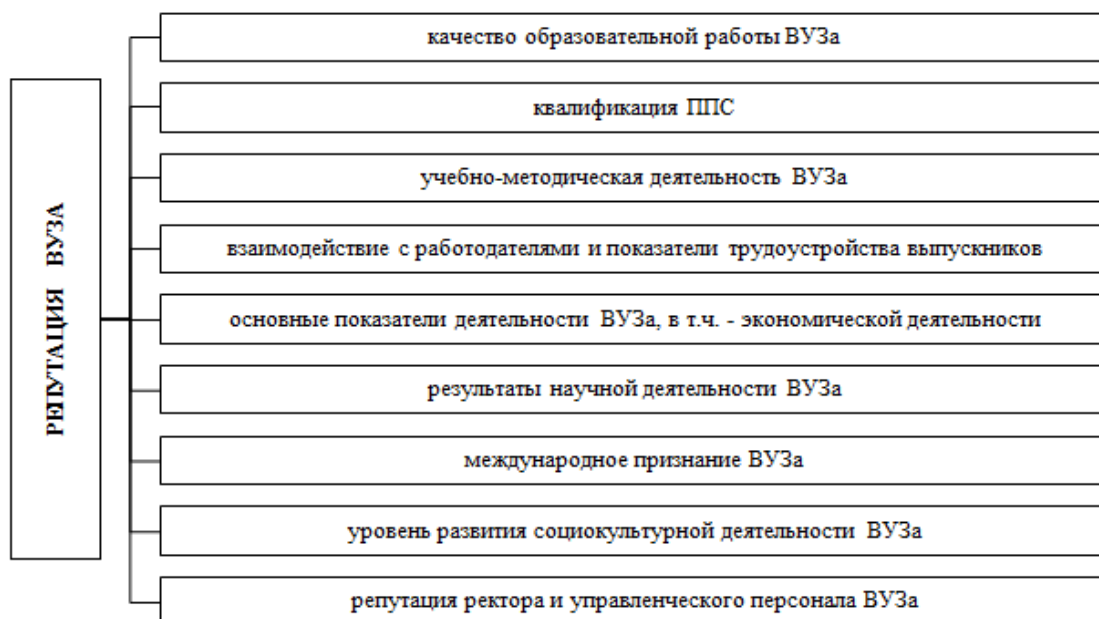 РЕПУТАЦИЯ ВУЗА
качество образовательной работы ВУЗа
квалификация ППС
учебно-методическая деятельность ВУЗа
взаимодействие с работодателями и показатели трудоустройства выпускников
основные показатели деятельности ВУЗа, в т.ч. - экономической деятельности
результаты научной деятельности ВУЗа
международное признание ВУЗа
уровень развития социокультурной деятельности ВУЗа
репутация ректора и управленческого персонала ВУЗа